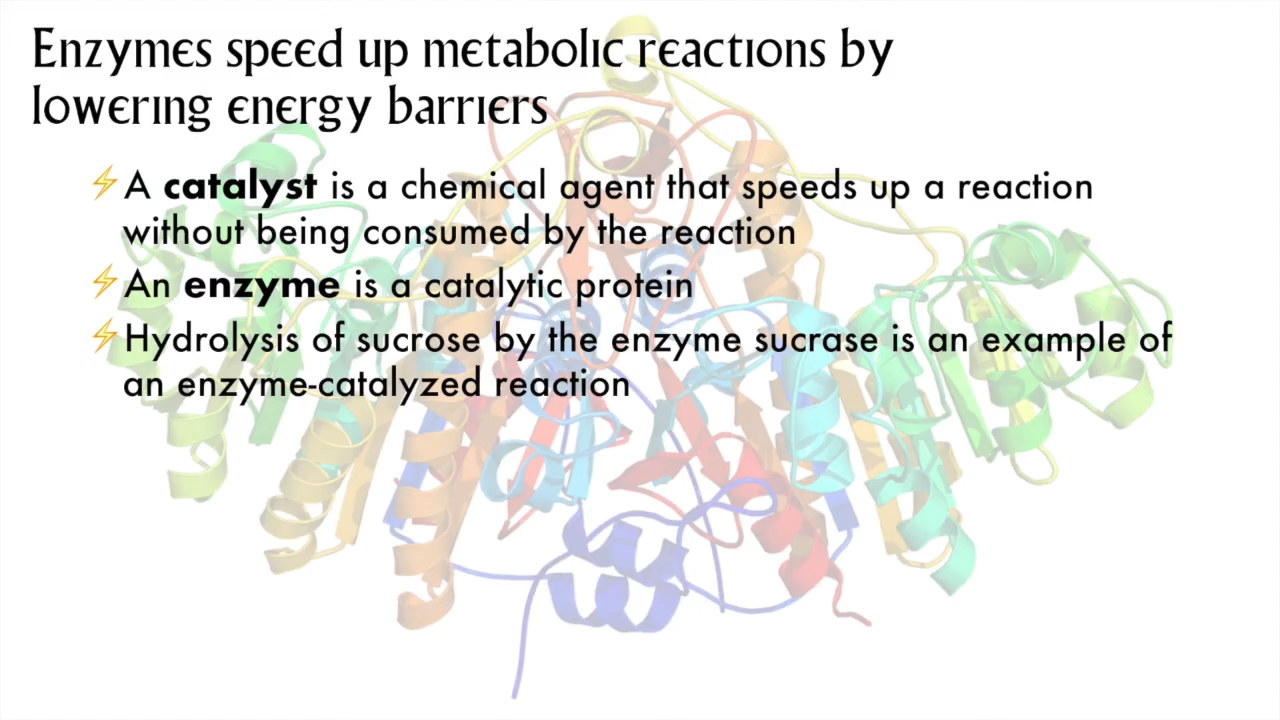 Enzymes speed up metabolic reactions by
lowering energy barriers
A catalyst is a chemical agent that speeds up a reaction
without being consumed by the reaction
An enzyme is a catalytic protein
Hydrolysis of sucrose by the enzyme sucrase is an example of
an enzyme-catalyzed reaction